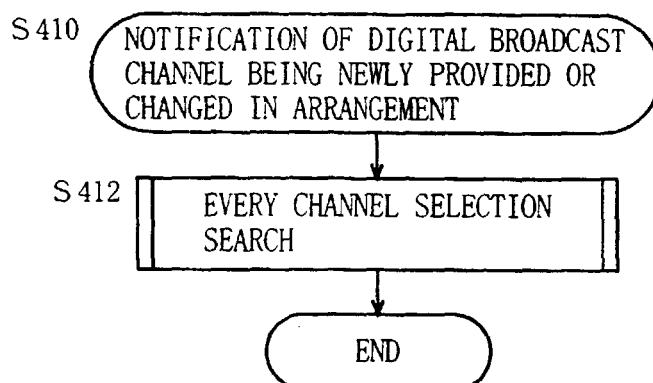 S410
NOTIFICATION OF DIGITAL BROADCAST
CHANNEL BEING NEWLY PROVIDED OR
CHANGED IN ARRANGEMENT
S412
EVERY CHANNEL SELECTION
SEARCH
END